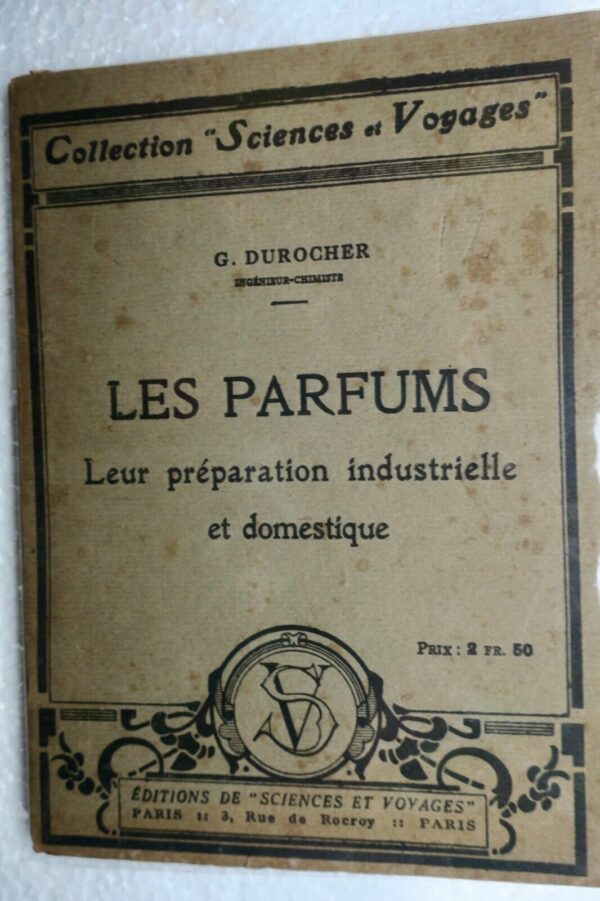 Collection "Sciences et Voyages"
G. DUROCHER
INGÉNIEUR-CHIMISTE
LES PARFUMS
Leur préparation industrielle
et domestique
PRIX : 2 FR. 50
SV
ÉDITIONS DE "SCIENCES ET VOYAGES"
PARIS :: 3, Rue de Rocroy :: PARIS